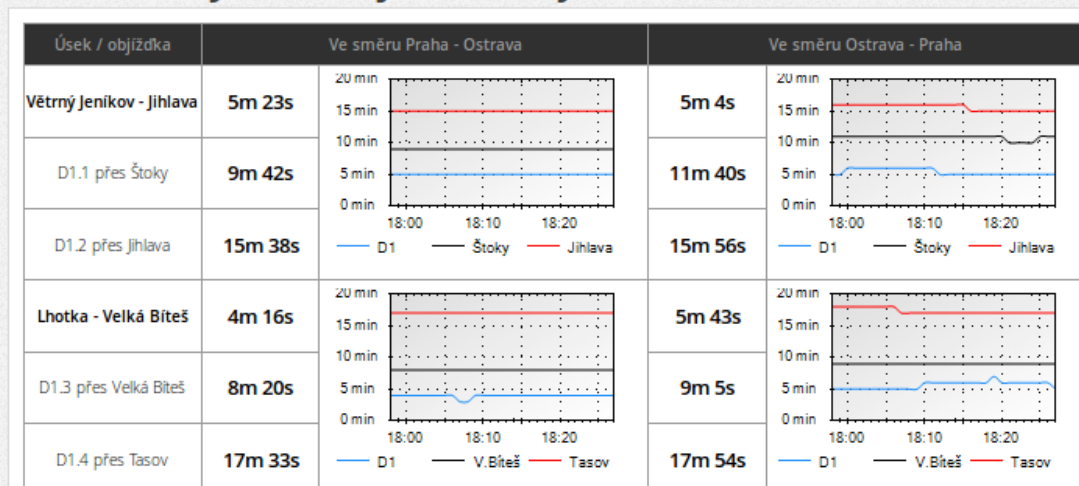 Úsek / objížďka Ve směru Praha - Ostrava Ve směru Ostrava - Praha
Větrný Jeníkov - Jihlava 5m 23s 5m 4s
D1.1 přes Štoky 9m 42s 11m 40s
D1.2 přes Jihlava 15m 38s 15m 56s
20 min
15 min
10 min
5 min
0 min
18:00 18:10 18:20
D1 Štoky Jihlava
20 min
15 min
10 min
5 min
0 min
18:00 18:10 18:20
D1 Štoky Jihlava
Lhotka - Velká Bíteš 4m 16s 5m 43s
D1.3 přes Velká Bíteš 8m 20s 9m 5s
D1.4 přes Tasov 17m 33s 17m 54s
20 min
15 min
10 min
5 min
0 min
18:00 18:10 18:20
D1 V.Bíteš Tasov
20 min
15 min
10 min
5 min
0 min
18:00 18:10 18:20
D1 V.Bíteš Tasov